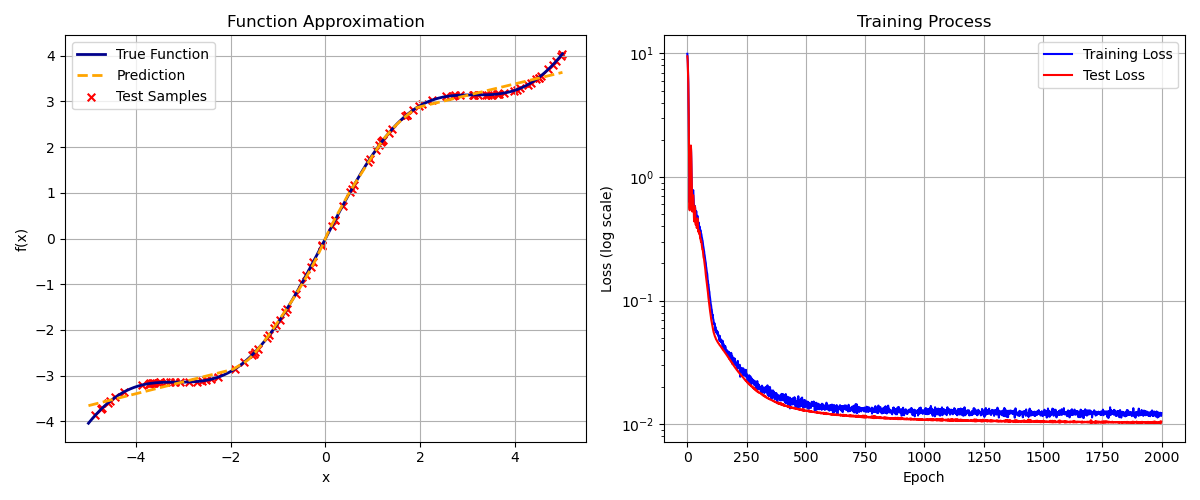 Function Approximation
True Function
Prediction
Test Samples
4
3
2
1
0
−1
−2
−3
−4
f(x)
−4 −2 0 2 4
x
Training Process
Training Loss
Test Loss
10¹
10⁰
10⁻¹
10⁻²
Loss (log scale)
0 250 500 750 1000 1250 1500 1750 2000
Epoch